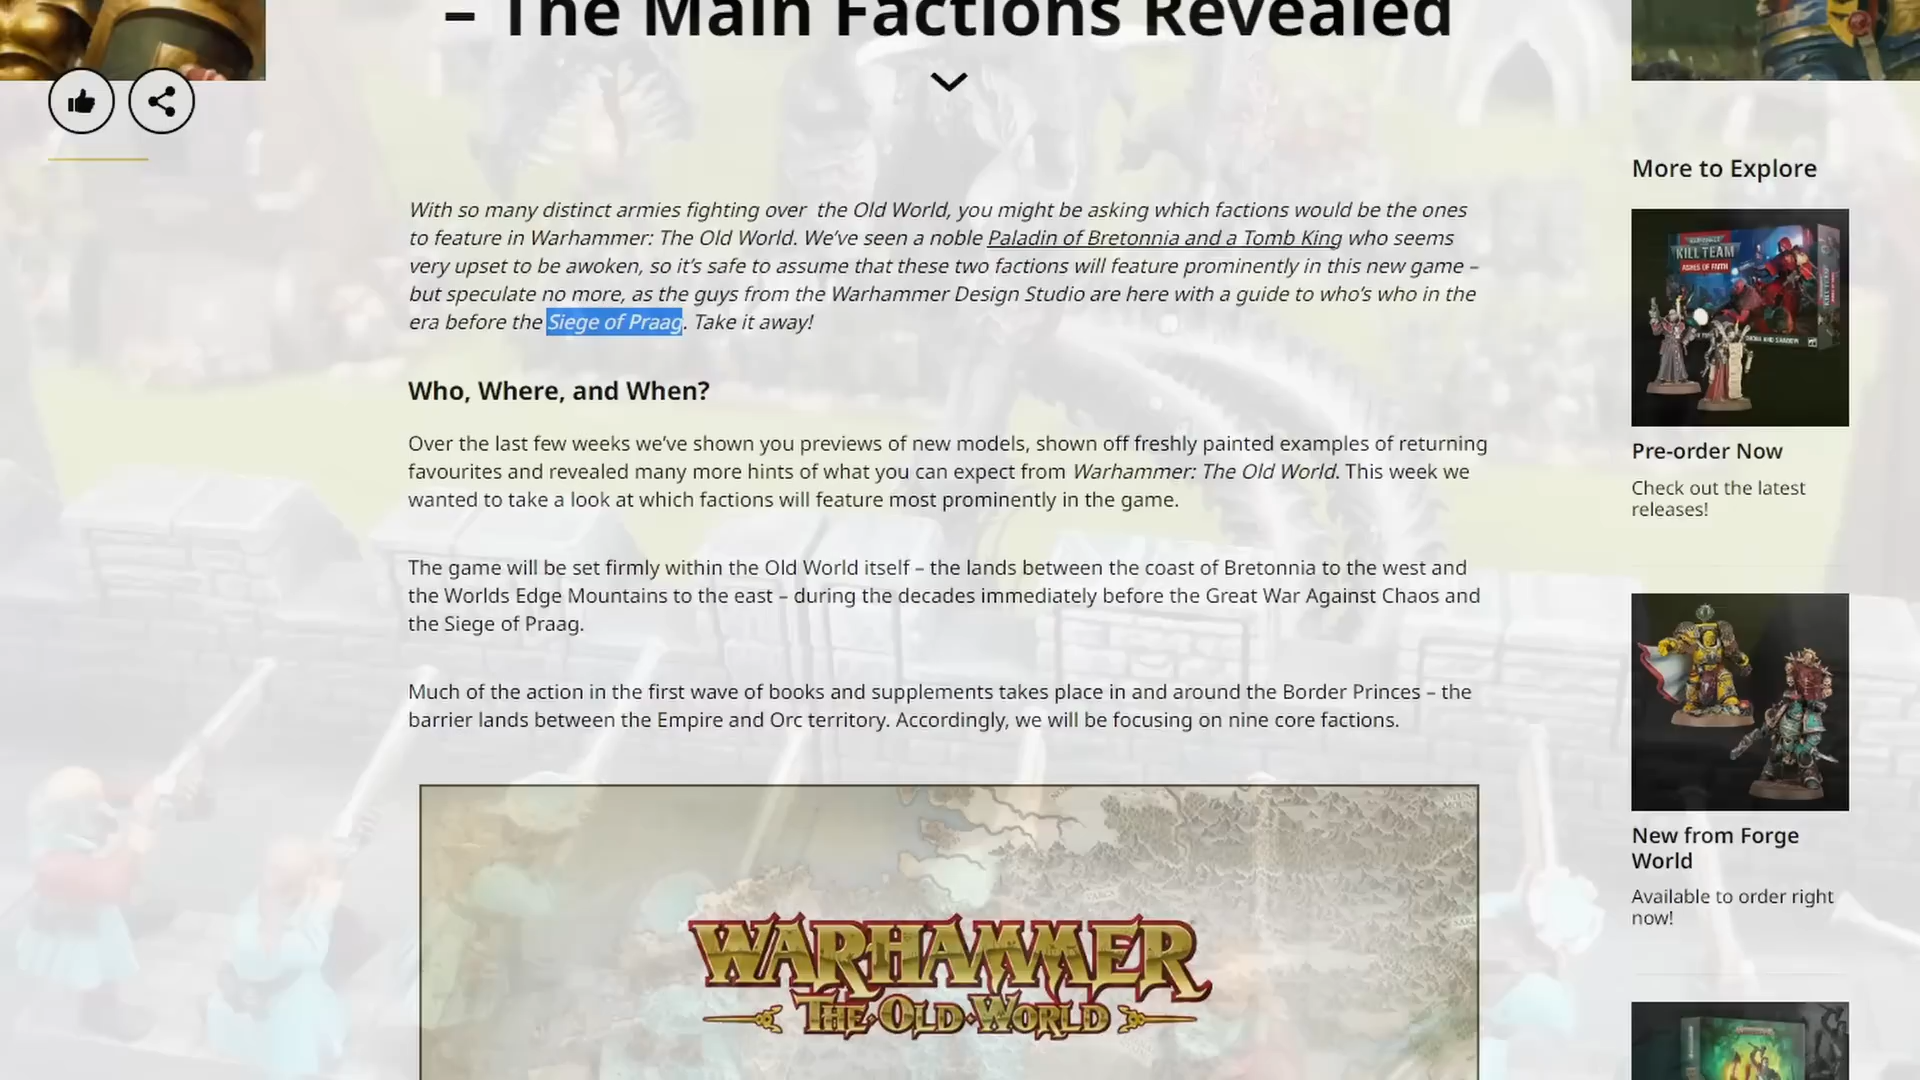 – The Main Factions Revealed
With so many distinct armies fighting over the Old World, you might be asking which factions would be the ones
to feature in Warhammer: The Old World. We've seen a noble Paladin of Bretonnia and a Tomb King who seems
very upset to be awoken, so it's safe to assume that these two factions will feature prominently in this new game –
but speculate no more, as the guys from the Warhammer Design Studio are here with a guide to who's who in the
era before the Siege of Praag. Take it away!
Who, Where, and When?
Over the last few weeks we've shown you previews of new models, shown off freshly painted examples of returning
favourites and revealed many more hints of what you can expect from Warhammer: The Old World. This week we
wanted to take a look at which factions will feature most prominently in the game.
The game will be set firmly within the Old World itself – the lands between the coast of Bretonnia to the west and
the Worlds Edge Mountains to the east – during the decades immediately before the Great War Against Chaos and
the Siege of Praag.
Much of the action in the first wave of books and supplements takes place in and around the Border Princes – the
barrier lands between the Empire and Orc territory. Accordingly, we will be focusing on nine core factions.
WARHAMMER
THE OLD WORLD
More to Explore
KILL TEAM
ASHES OF FAITH
Pre-order Now
Check out the latest
releases!
New from Forge
World
Available to order right
now!